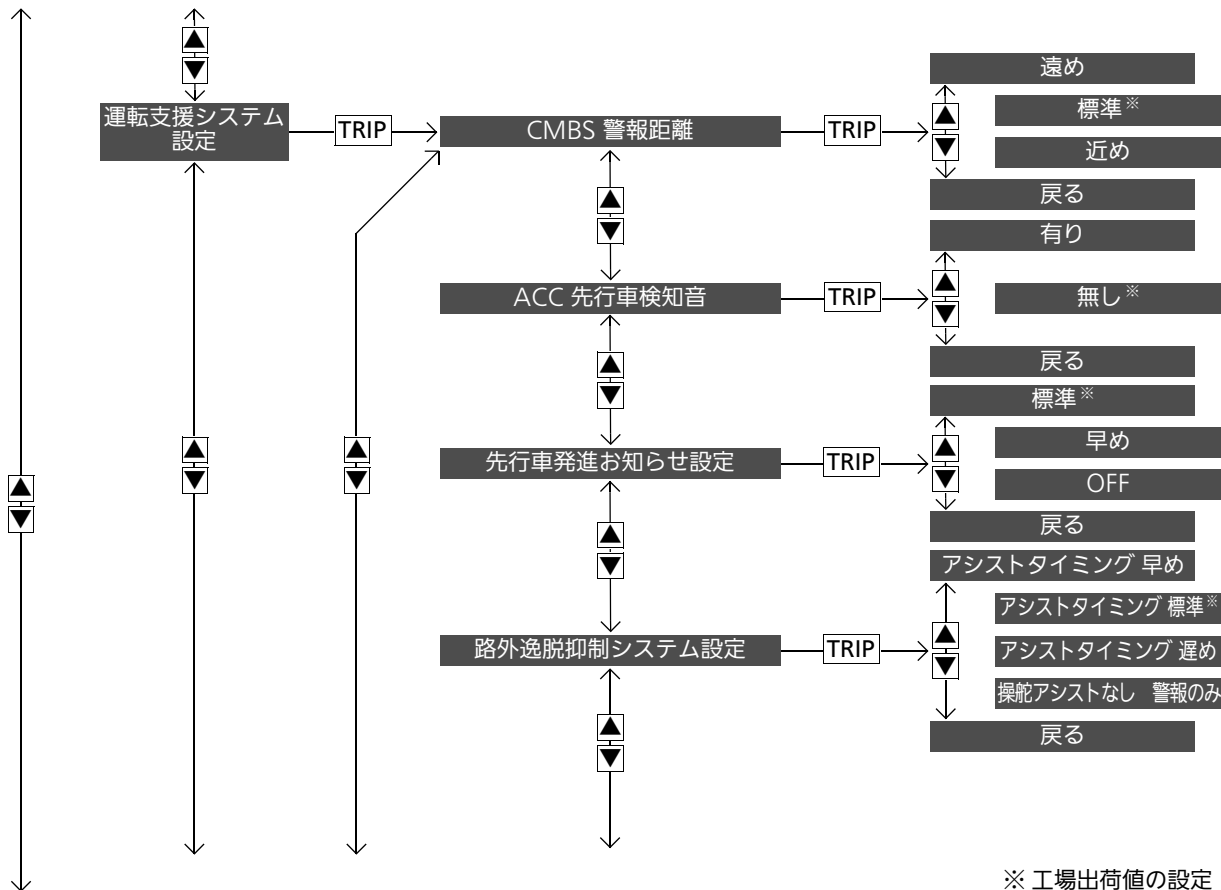 ▲
▼
遠め
運転支援システム
設定
TRIP
CMBS 警報距離
TRIP
▲
▼
標準※
近め
戻る
▲
▼
有り
ACC 先行車検知音
TRIP
▲
▼
無し※
戻る
▲
▼
標準※
先行車発進お知らせ設定
TRIP
▲
▼
早め
OFF
戻る
▲
▼
▲
▼
▲
▼
▲
▼
アシストタイミング 早め
路外逸脱抑制システム設定
TRIP
▲
▼
アシストタイミング 標準※
アシストタイミング 遅め
操舵アシストなし　警報のみ
戻る
▲
▼
※ 工場出荷値の設定